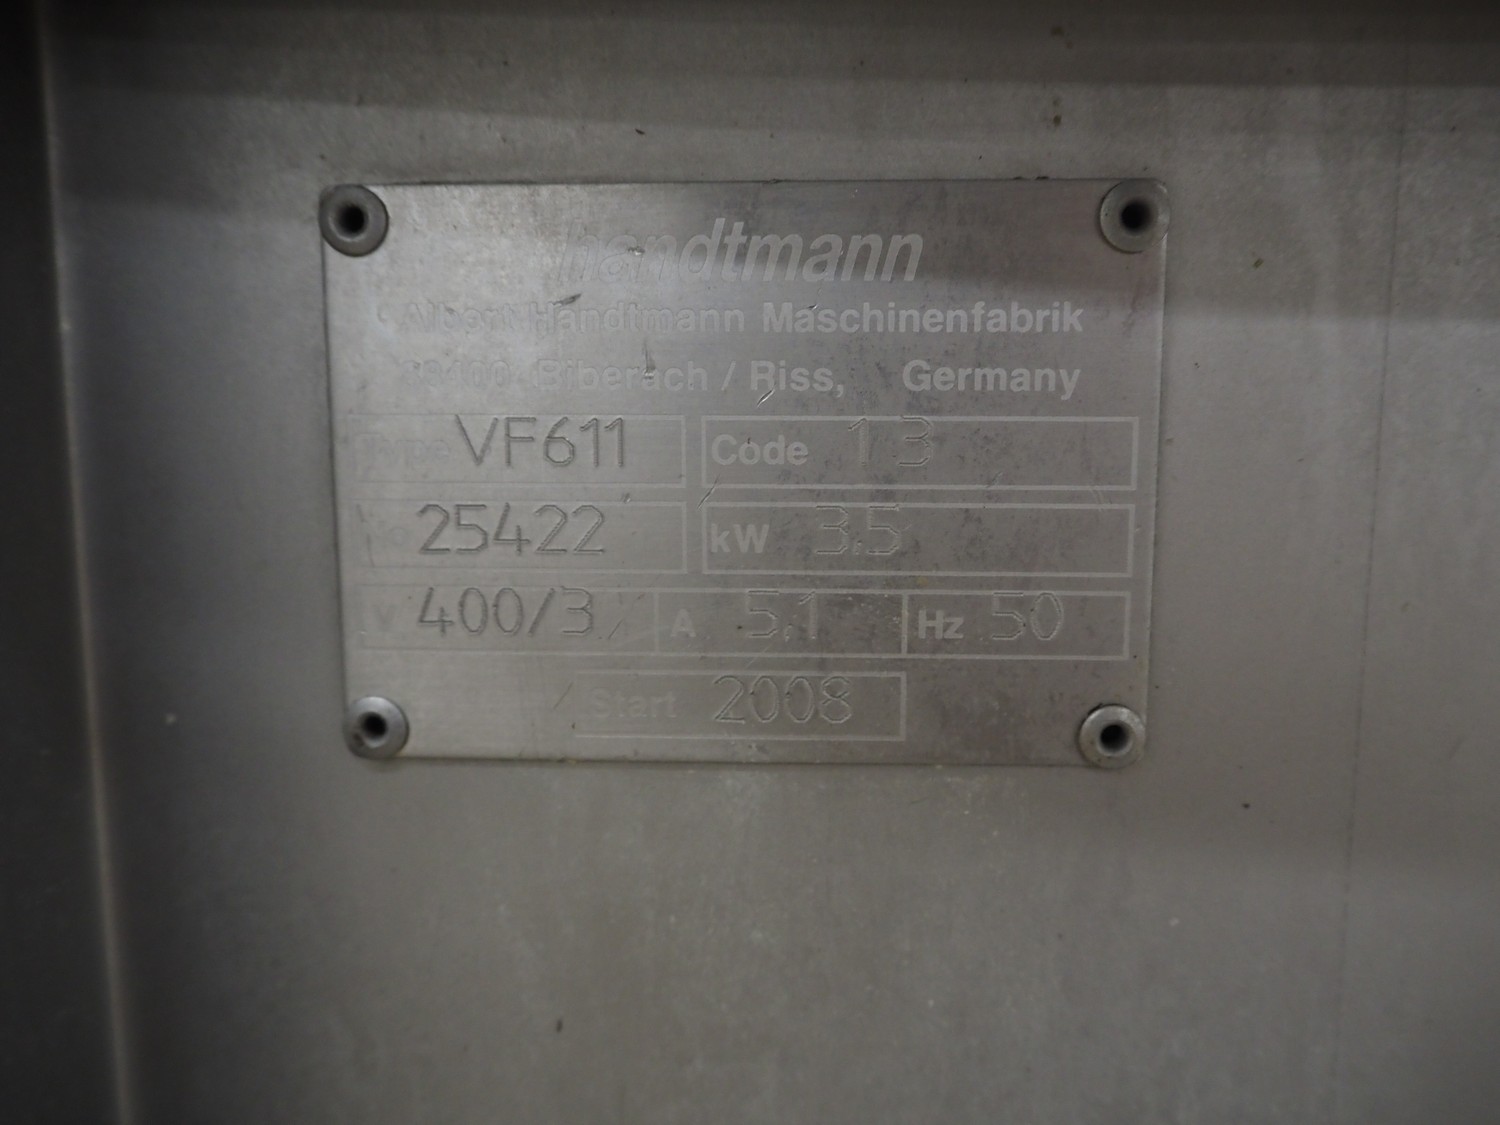 handtmann
Albert Handtmann Maschinenfabrik
88400 Biberach / Riss, Germany
Type VF611 Code 13
No 25422 kW 3,5
V 400/3 A 5,1 Hz 50
Start 2008